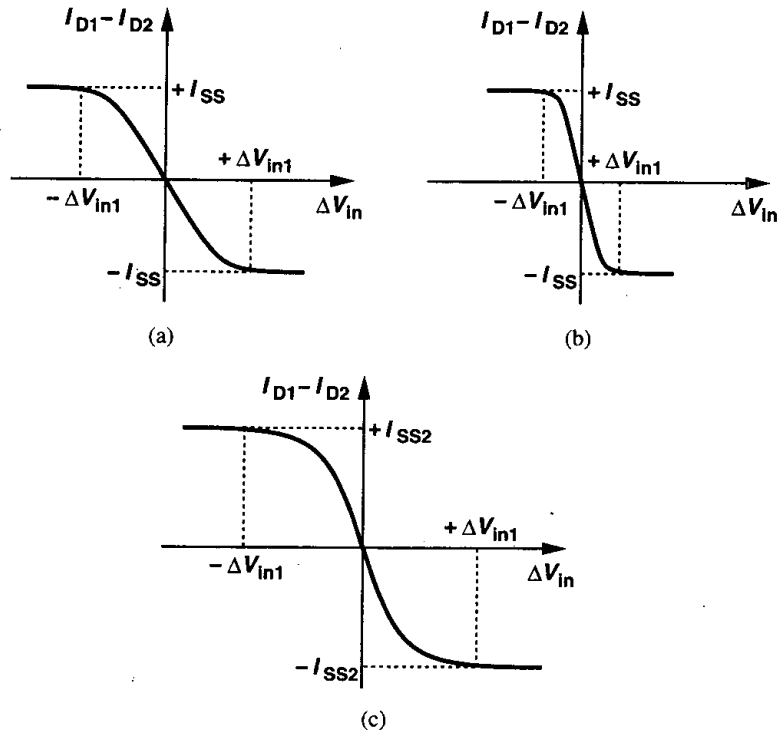 I_D1 – I_D2
+ I_SS
+ ΔV_in1
– ΔV_in1
ΔV_in
– I_SS
(a)
I_D1 – I_D2
+ I_SS
+ ΔV_in1
– ΔV_in1
ΔV_in
– I_SS
(b)
I_D1 – I_D2
+ I_SS2
+ ΔV_in1
– ΔV_in1
ΔV_in
– I_SS2
(c)